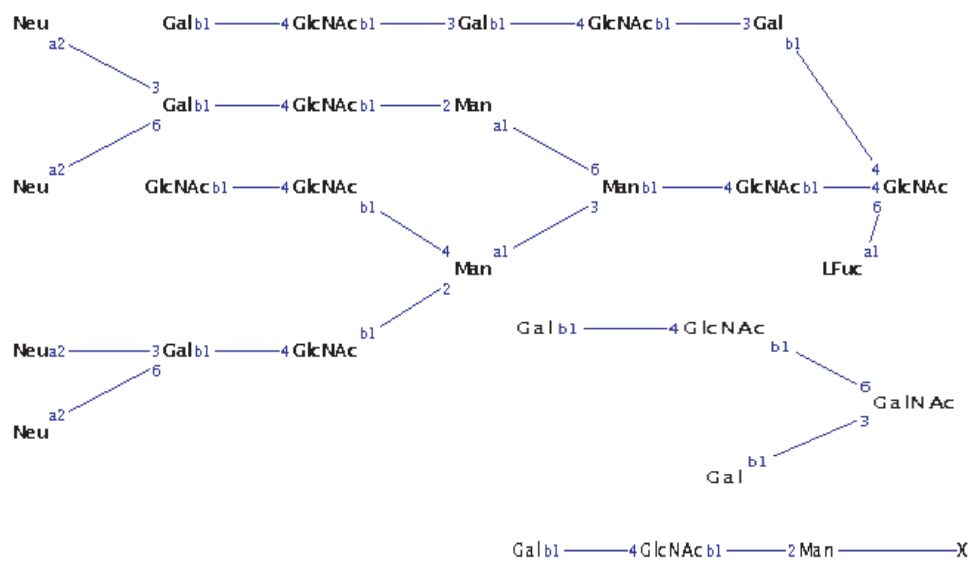 Neu Galb1 4GlcNAcb1 3Galb1 4GlcNAcb1 3Gal
a2 b1
3
Galb1 4GlcNAcb1 2Man
6 a1
a2 6 4
Neu GlcNAcb1 4GlcNAc Manb1 4GlcNAcb1 4GlcNAc
b1 3 6
4 a1 a1
Man LFuc
2
b1 Galb1 4GlcNAc
Neua2 3Galb1 4GlcNAc b1
6 6
GalNAc
a2 3
Neu
b1
Gal
Galb1 4GlcNAcb1 2Man X